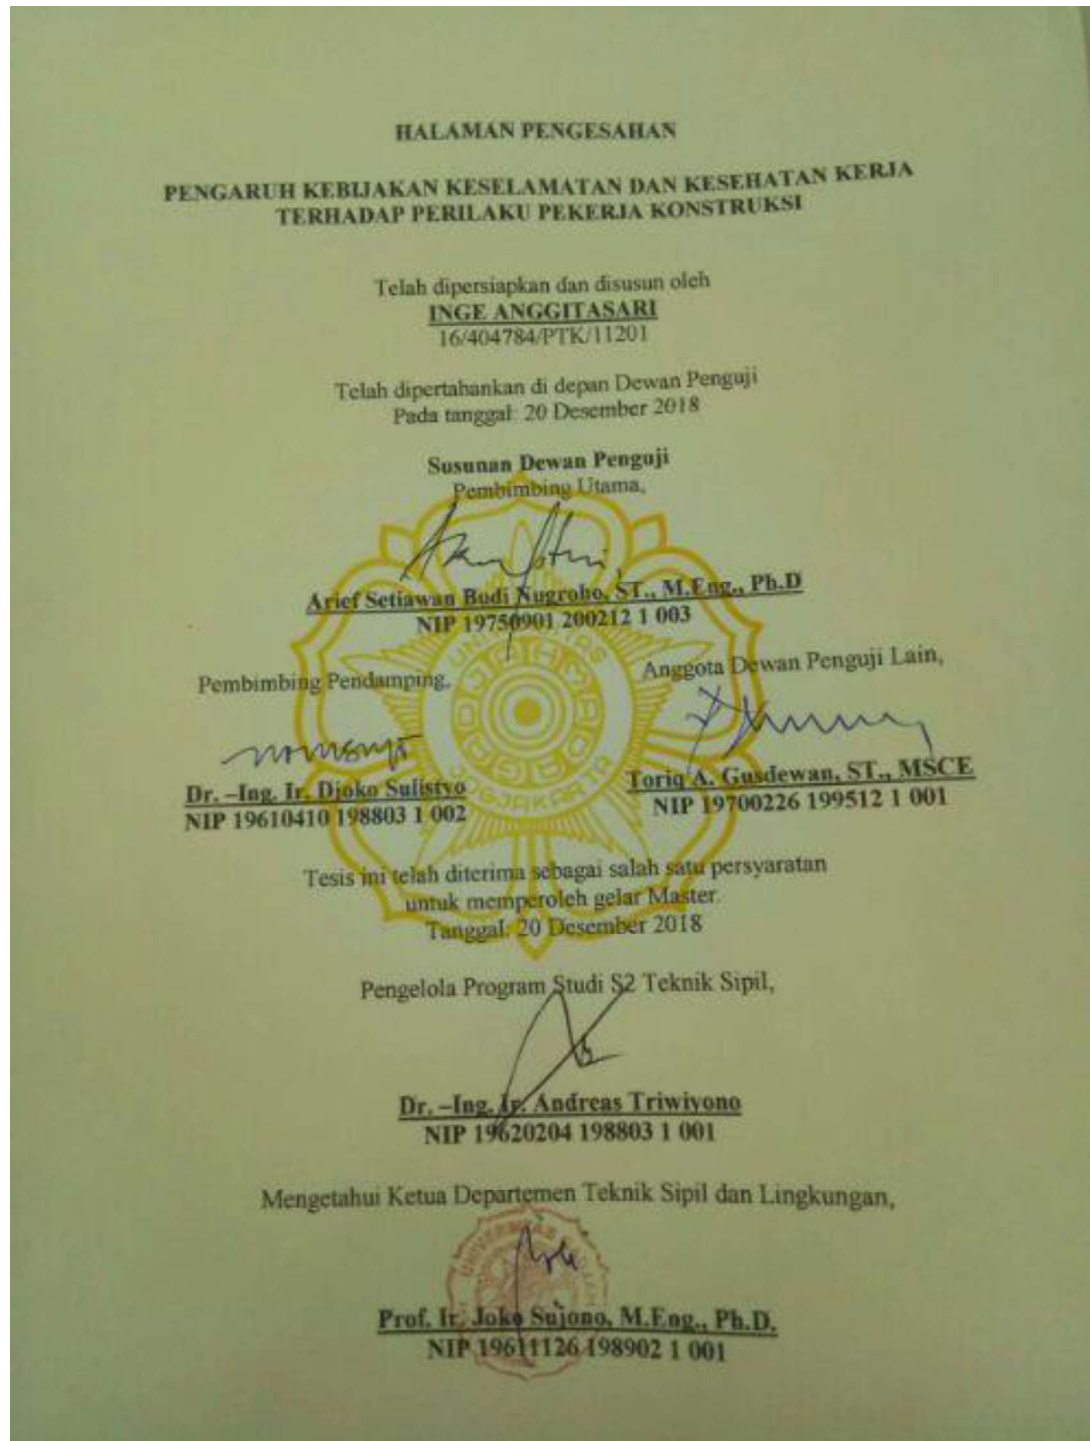 HALAMAN PENGESAHAN
PENGARUH KEBIJAKAN KESELAMATAN DAN KESEHATAN KERJA
TERHADAP PERILAKU PEKERJA KONSTRUKSI
Telah dipersiapkan dan disusun oleh
INGE ANGGITASARI
16/404784/PTK/11201
Telah dipertahankan di depan Dewan Penguji
Pada tanggal: 20 Desember 2018
Susunan Dewan Penguji
Pembimbing Utama,
Arief Setiawan Budi Nugroho, ST., M.Eng., Ph.D
NIP 19750901 200212 1 003
Pembimbing Pendamping,
Dr. –Ing. Ir. Djoko Sulistyo
NIP 19610410 198803 1 002
Anggota Dewan Penguji Lain,
Toriq A. Gusdewan, ST., MSCE
NIP 19700226 199512 1 001
Tesis ini telah diterima sebagai salah satu persyaratan
untuk memperoleh gelar Master.
Tanggal: 20 Desember 2018
Pengelola Program Studi S2 Teknik Sipil,
Dr. –Ing. Ir. Andreas Triwiyono
NIP 19620204 198803 1 001
Mengetahui Ketua Departemen Teknik Sipil dan Lingkungan,
UNIVERSITAS
Prof. Ir. Joko Sujono, M.Eng., Ph.D.
NIP 19611126 198902 1 001